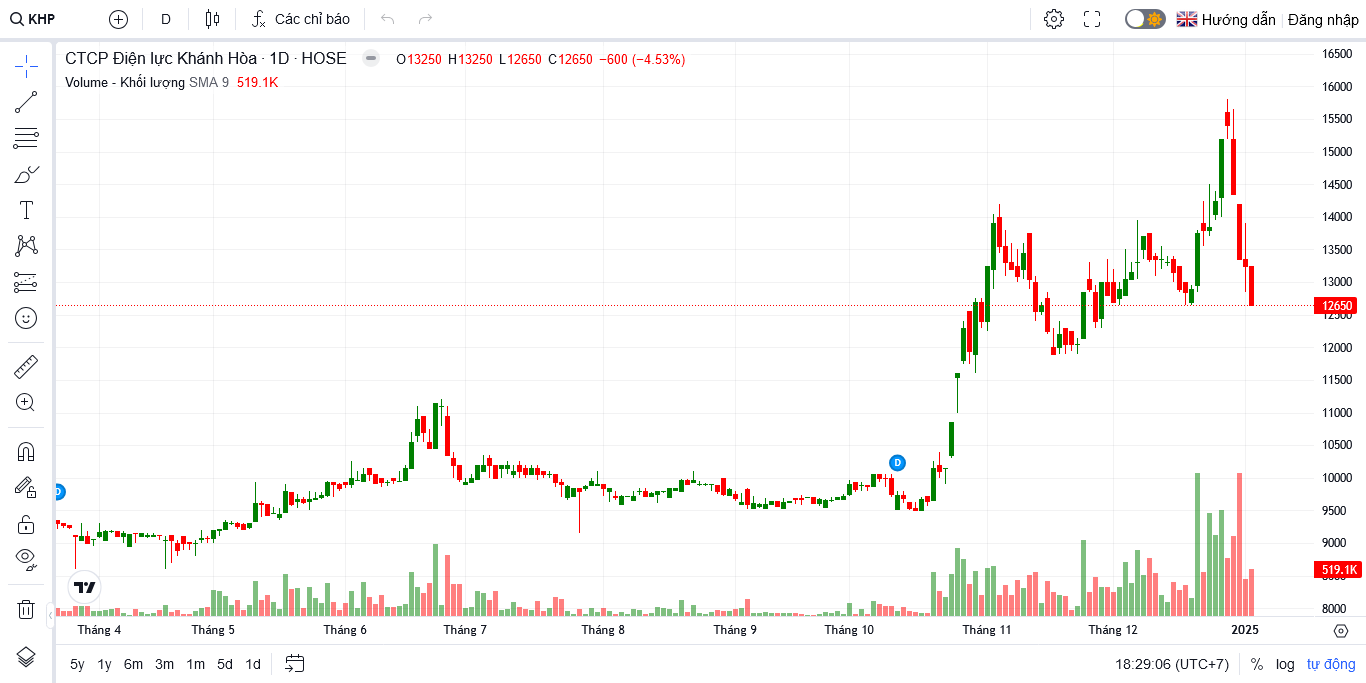 KHP D Các chỉ báo Hướng dẫn Đăng nhập
CTCP Điện lực Khánh Hòa · 1D · HOSE O13250 H13250 L12650 C12650 −600 (−4.53%)
Volume - Khối lượng SMA 9 519.1K
16500
16000
15500
15000
14500
14000
13500
13000
12650
12500
12000
11500
11000
10500
10000
D
D
9500
9000
519.1K
8500
8000
Tháng 4 Tháng 5 Tháng 6 Tháng 7 Tháng 8 Tháng 9 Tháng 10 Tháng 11 Tháng 12 2025
5y 1y 6m 3m 1m 5d 1d 18:29:06 (UTC+7) % log tự động